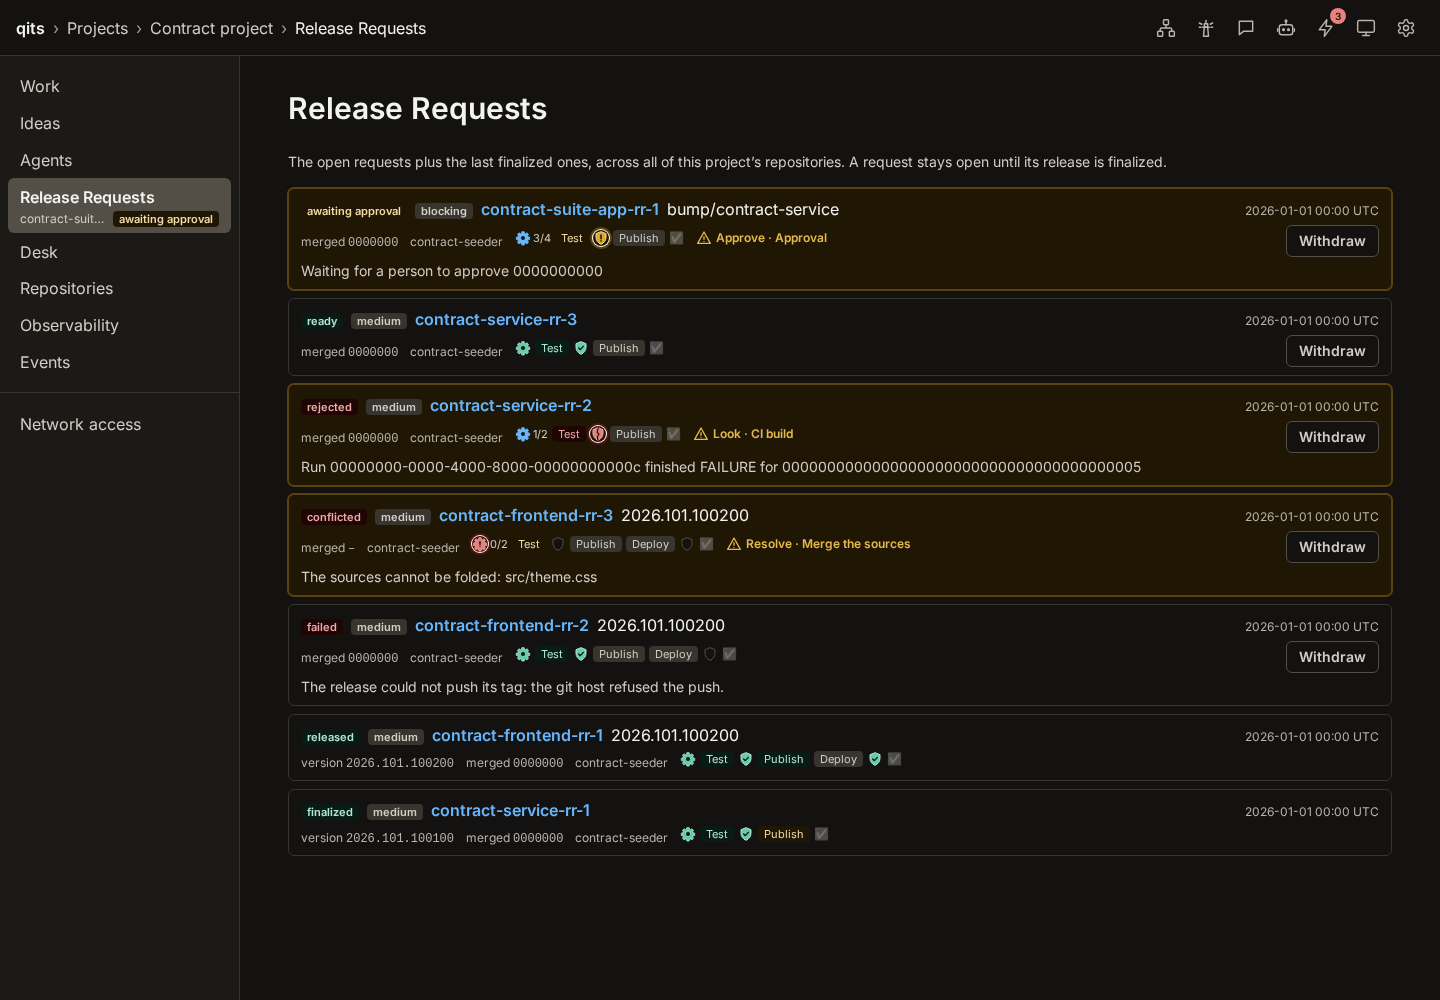 qits › Projects › Contract project › Release Requests
3
Work
Ideas
Agents
Release Requests
contract-suit... awaiting approval
Desk
Repositories
Observability
Events
Network access
Release Requests
The open requests plus the last finalized ones, across all of this project’s repositories. A request stays open until its release is finalized.
awaiting approval blocking contract-suite-app-rr-1 bump/contract-service 2026-01-01 00:00 UTC
merged 0000000 contract-seeder 3/4 Test Publish Approve · Approval Withdraw
Waiting for a person to approve 0000000000
ready medium contract-service-rr-3 2026-01-01 00:00 UTC
merged 0000000 contract-seeder Test Publish Withdraw
rejected medium contract-service-rr-2 2026-01-01 00:00 UTC
merged 0000000 contract-seeder 1/2 Test Publish Look · CI build Withdraw
Run 00000000-0000-4000-8000-00000000000c finished FAILURE for 0000000000000000000000000000000000000005
conflicted medium contract-frontend-rr-3 2026.101.100200 2026-01-01 00:00 UTC
merged – contract-seeder 0/2 Test Publish Deploy Resolve · Merge the sources Withdraw
The sources cannot be folded: src/theme.css
failed medium contract-frontend-rr-2 2026.101.100200 2026-01-01 00:00 UTC
merged 0000000 contract-seeder Test Publish Deploy Withdraw
The release could not push its tag: the git host refused the push.
released medium contract-frontend-rr-1 2026.101.100200 2026-01-01 00:00 UTC
version 2026.101.100200 merged 0000000 contract-seeder Test Publish Deploy
finalized medium contract-service-rr-1 2026-01-01 00:00 UTC
version 2026.101.100100 merged 0000000 contract-seeder Test Publish